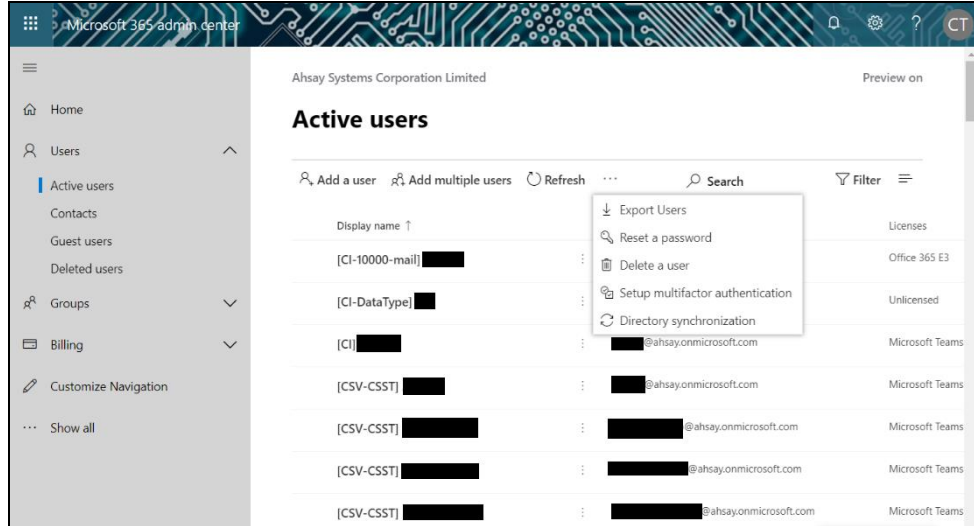 Microsoft 365 admin center ? CT
Ahsay Systems Corporation Limited Preview on
Home
Active users
Users
Add a user Add multiple users Refresh ... Search Filter
Active users
Contacts
Guest users
Deleted users
Groups
Billing
Customize Navigation
... Show all
Export Users
Reset a password
Delete a user
Setup multifactor authentication
Directory synchronization
Display name ↑ Licenses
[CI-10000-mail] Office 365 E3
[CI-DataType] Unlicensed
[CI] @ahsay.onmicrosoft.com Microsoft Teams
[CSV-CSST] @ahsay.onmicrosoft.com Microsoft Teams
[CSV-CSST] @ahsay.onmicrosoft.com Microsoft Teams
[CSV-CSST] @ahsay.onmicrosoft.com Microsoft Teams
[CSV-CSST] @ahsay.onmicrosoft.com Microsoft Teams